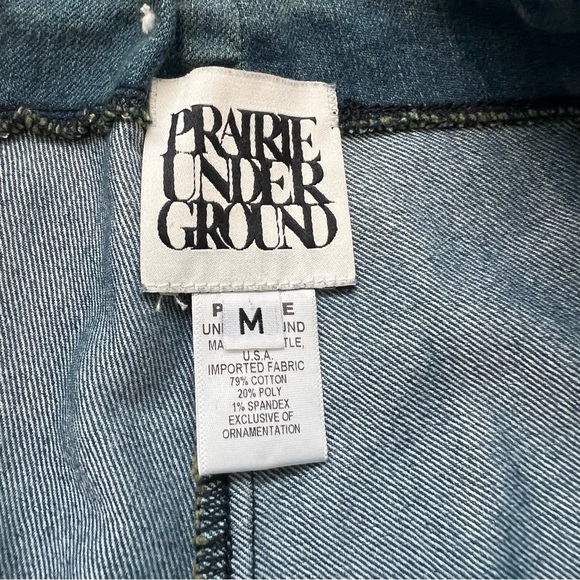 PRAIRIE
UNDER
GROUND
M
U.S.A.
IMPORTED FABRIC
79% COTTON
20% POLY
1% SPANDEX
EXCLUSIVE OF
ORNAMENTATION